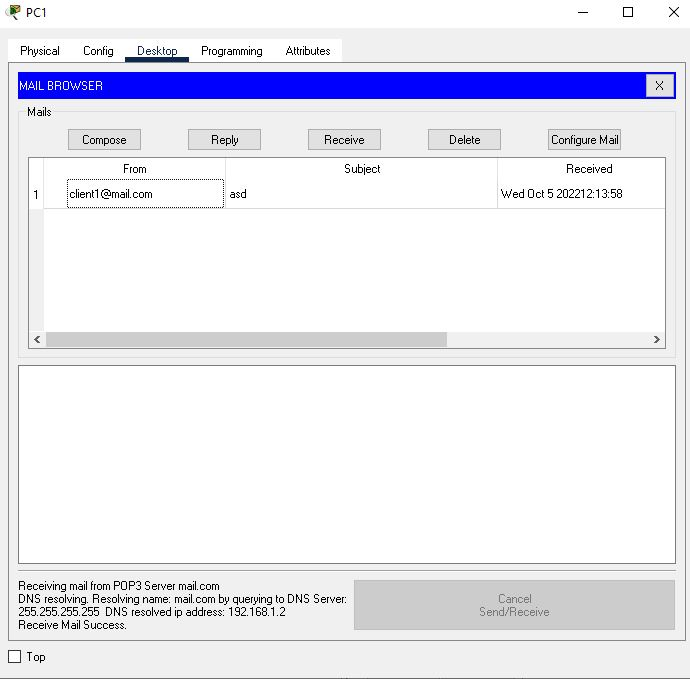 PC1
Physical Config Desktop Programming Attributes
MAIL BROWSER X
Mails
Compose Reply Receive Delete Configure Mail
From Subject Received
1 client1@mail.com asd Wed Oct 5 202212:13:58
Receiving mail from POP3 Server mail.com
DNS resolving. Resolving name: mail.com by querying to DNS Server:
255.255.255.255 DNS resolved ip address: 192.168.1.2
Receive Mail Success.
Cancel
Send/Receive
Top